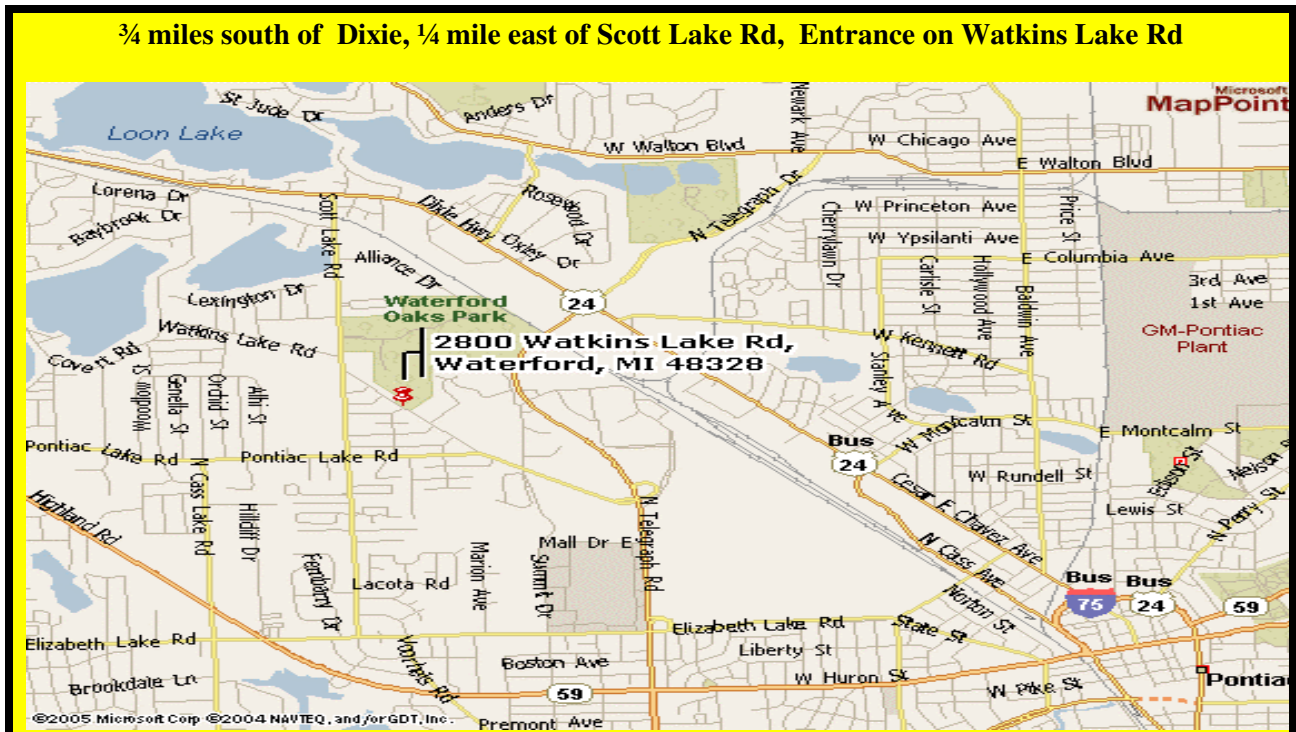 ¾ miles south of Dixie, ¼ mile east of Scott Lake Rd, Entrance on Watkins Lake Rd
Microsoft
MapPoint
St Jude Dr
Anders Dr
Newark Ave
Loon Lake
W Walton Blvd
W Chicago Ave
E Walton Blvd
Lorena Dr
Scott Lake Rd
Dixie Hwy
Rosewood Dr
N Telegraph Dr
Cherrylawn Dr
W Princeton Ave
Price St
Baybrook Dr
Oxley Dr
W Ypsilanti Ave
Alliance Dr
Carlisle St
Hollywood Ave
E Columbia Ave
Baldwin Ave
3rd Ave
1st Ave
Lexington Dr
Waterford
Oaks Park
24
Watkins Lake Rd
2800 Watkins Lake Rd,
Waterford, MI 48328
W Kennett Rd
GM-Pontiac
Plant
Covert Rd
Stanley Ave
Genella St
Orchid St
Alhi St
W Montcalm St
E Montcalm St
Bus
24
Pontiac Lake Rd
Pontiac Lake Rd
N Cass Lake Rd
W Rundell St
Edison St
Highland Rd
Hillcliff Dr
N Telegraph Rd
Cesar E Chavez Ave
Lewis St
N Perry St
Mall Dr E
N Cass Ave
Marion Ave
Summit Dr
Lacota Rd
Norton St
Bus
75
Bus
24
59
Elizabeth Lake Rd
Elizabeth Lake Rd
State St
Voorheis Rd
Boston Ave
Liberty St
Brookdale Ln
59
W Huron St
W Pike St
Pontia
©2005 Microsoft Corp ©2004 NAVTEQ, and/or GDT, Inc.
Premont Ave